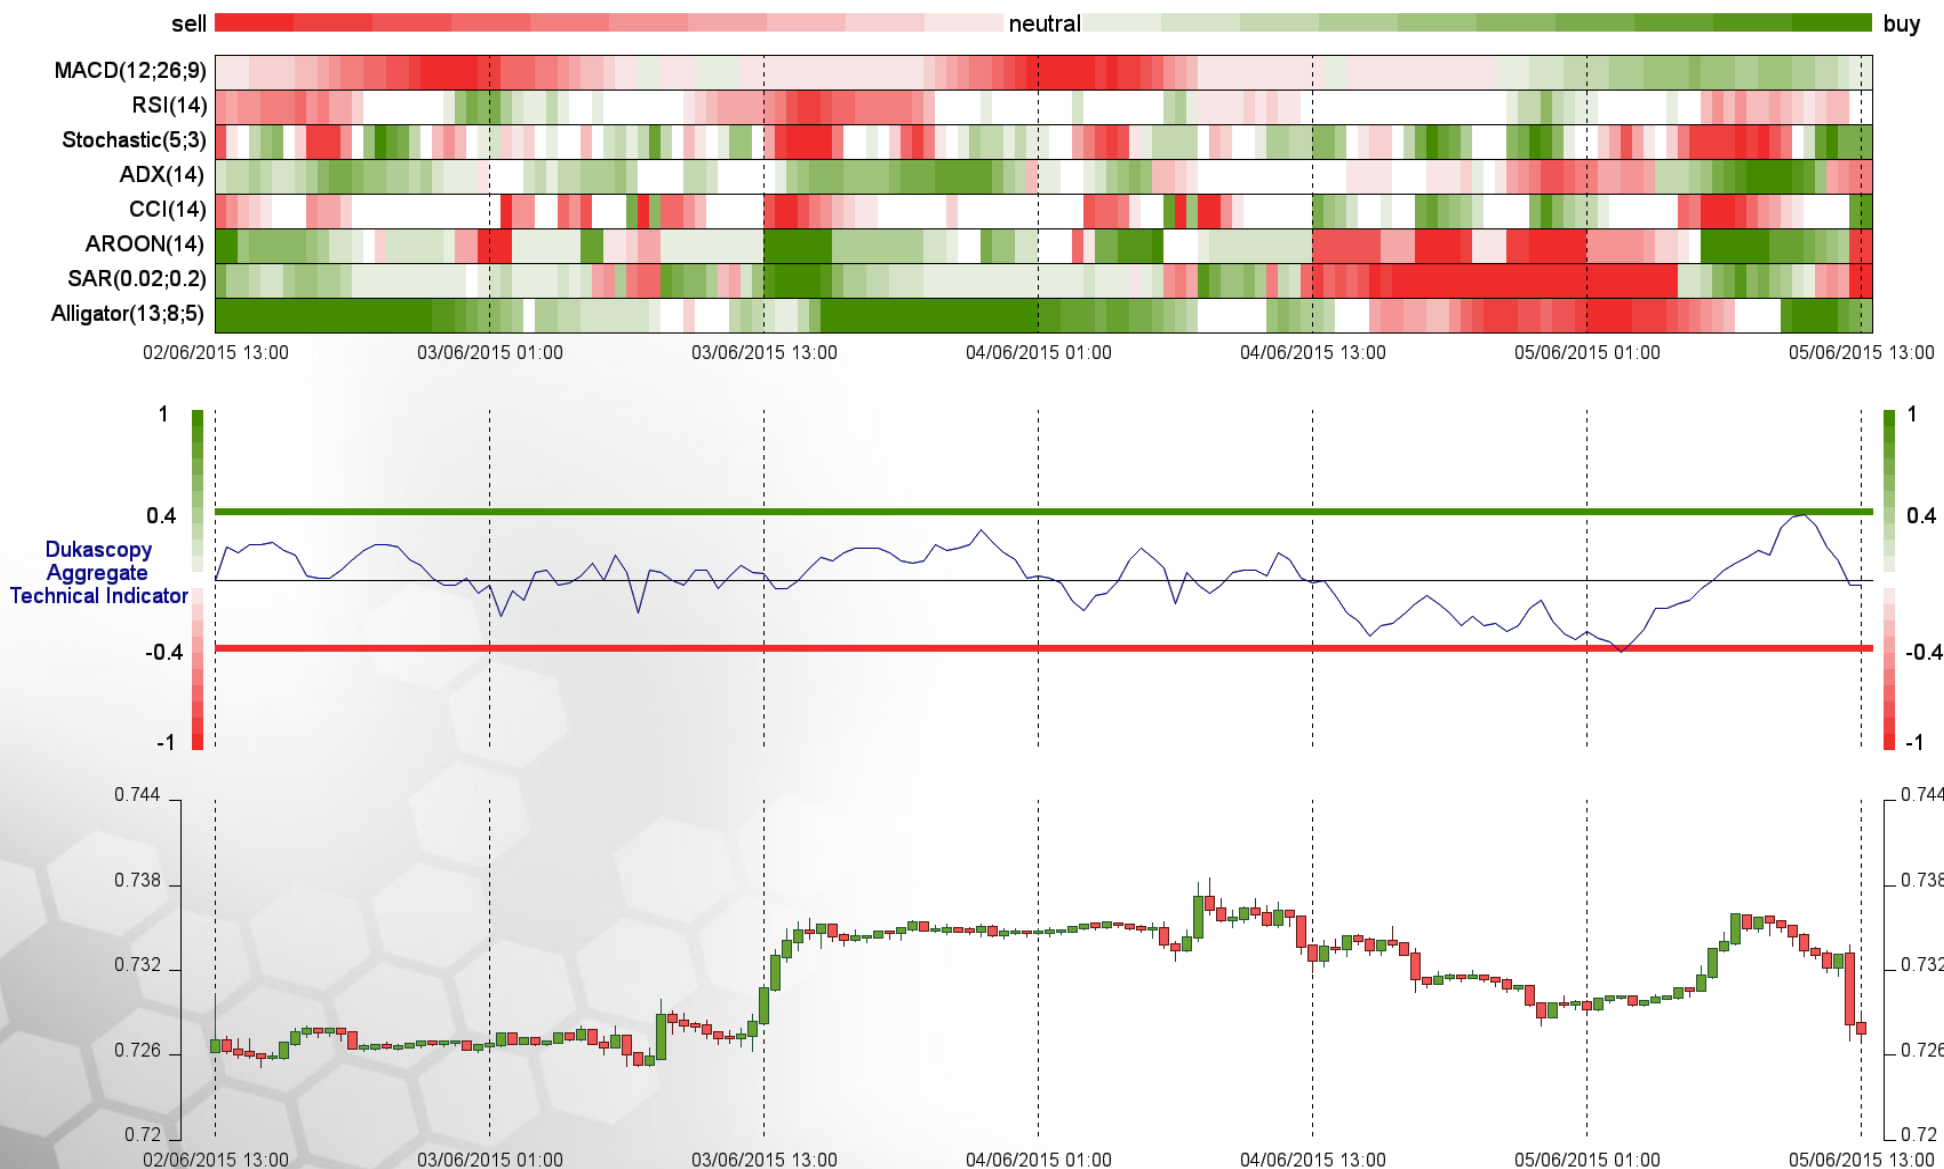 sell neutral buy
MACD(12;26;9)
RSI(14)
Stochastic(5;3)
ADX(14)
CCI(14)
AROON(14)
SAR(0.02;0.2)
Alligator(13;8;5)
02/06/2015 13:00 03/06/2015 01:00 03/06/2015 13:00 04/06/2015 01:00 04/06/2015 13:00 05/06/2015 01:00 05/06/2015 13:00
1 1
0.4 0.4
Dukascopy
Aggregate
Technical Indicator
-0.4 -0.4
-1 -1
0.744 0.744
0.738 0.738
0.732 0.732
0.726 0.726
0.72 0.72
02/06/2015 13:00 03/06/2015 01:00 03/06/2015 13:00 04/06/2015 01:00 04/06/2015 13:00 05/06/2015 01:00 05/06/2015 13:00